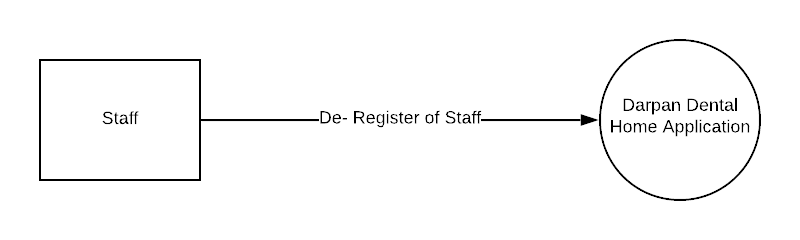 Staff
De- Register of Staff
Darpan Dental
Home Application